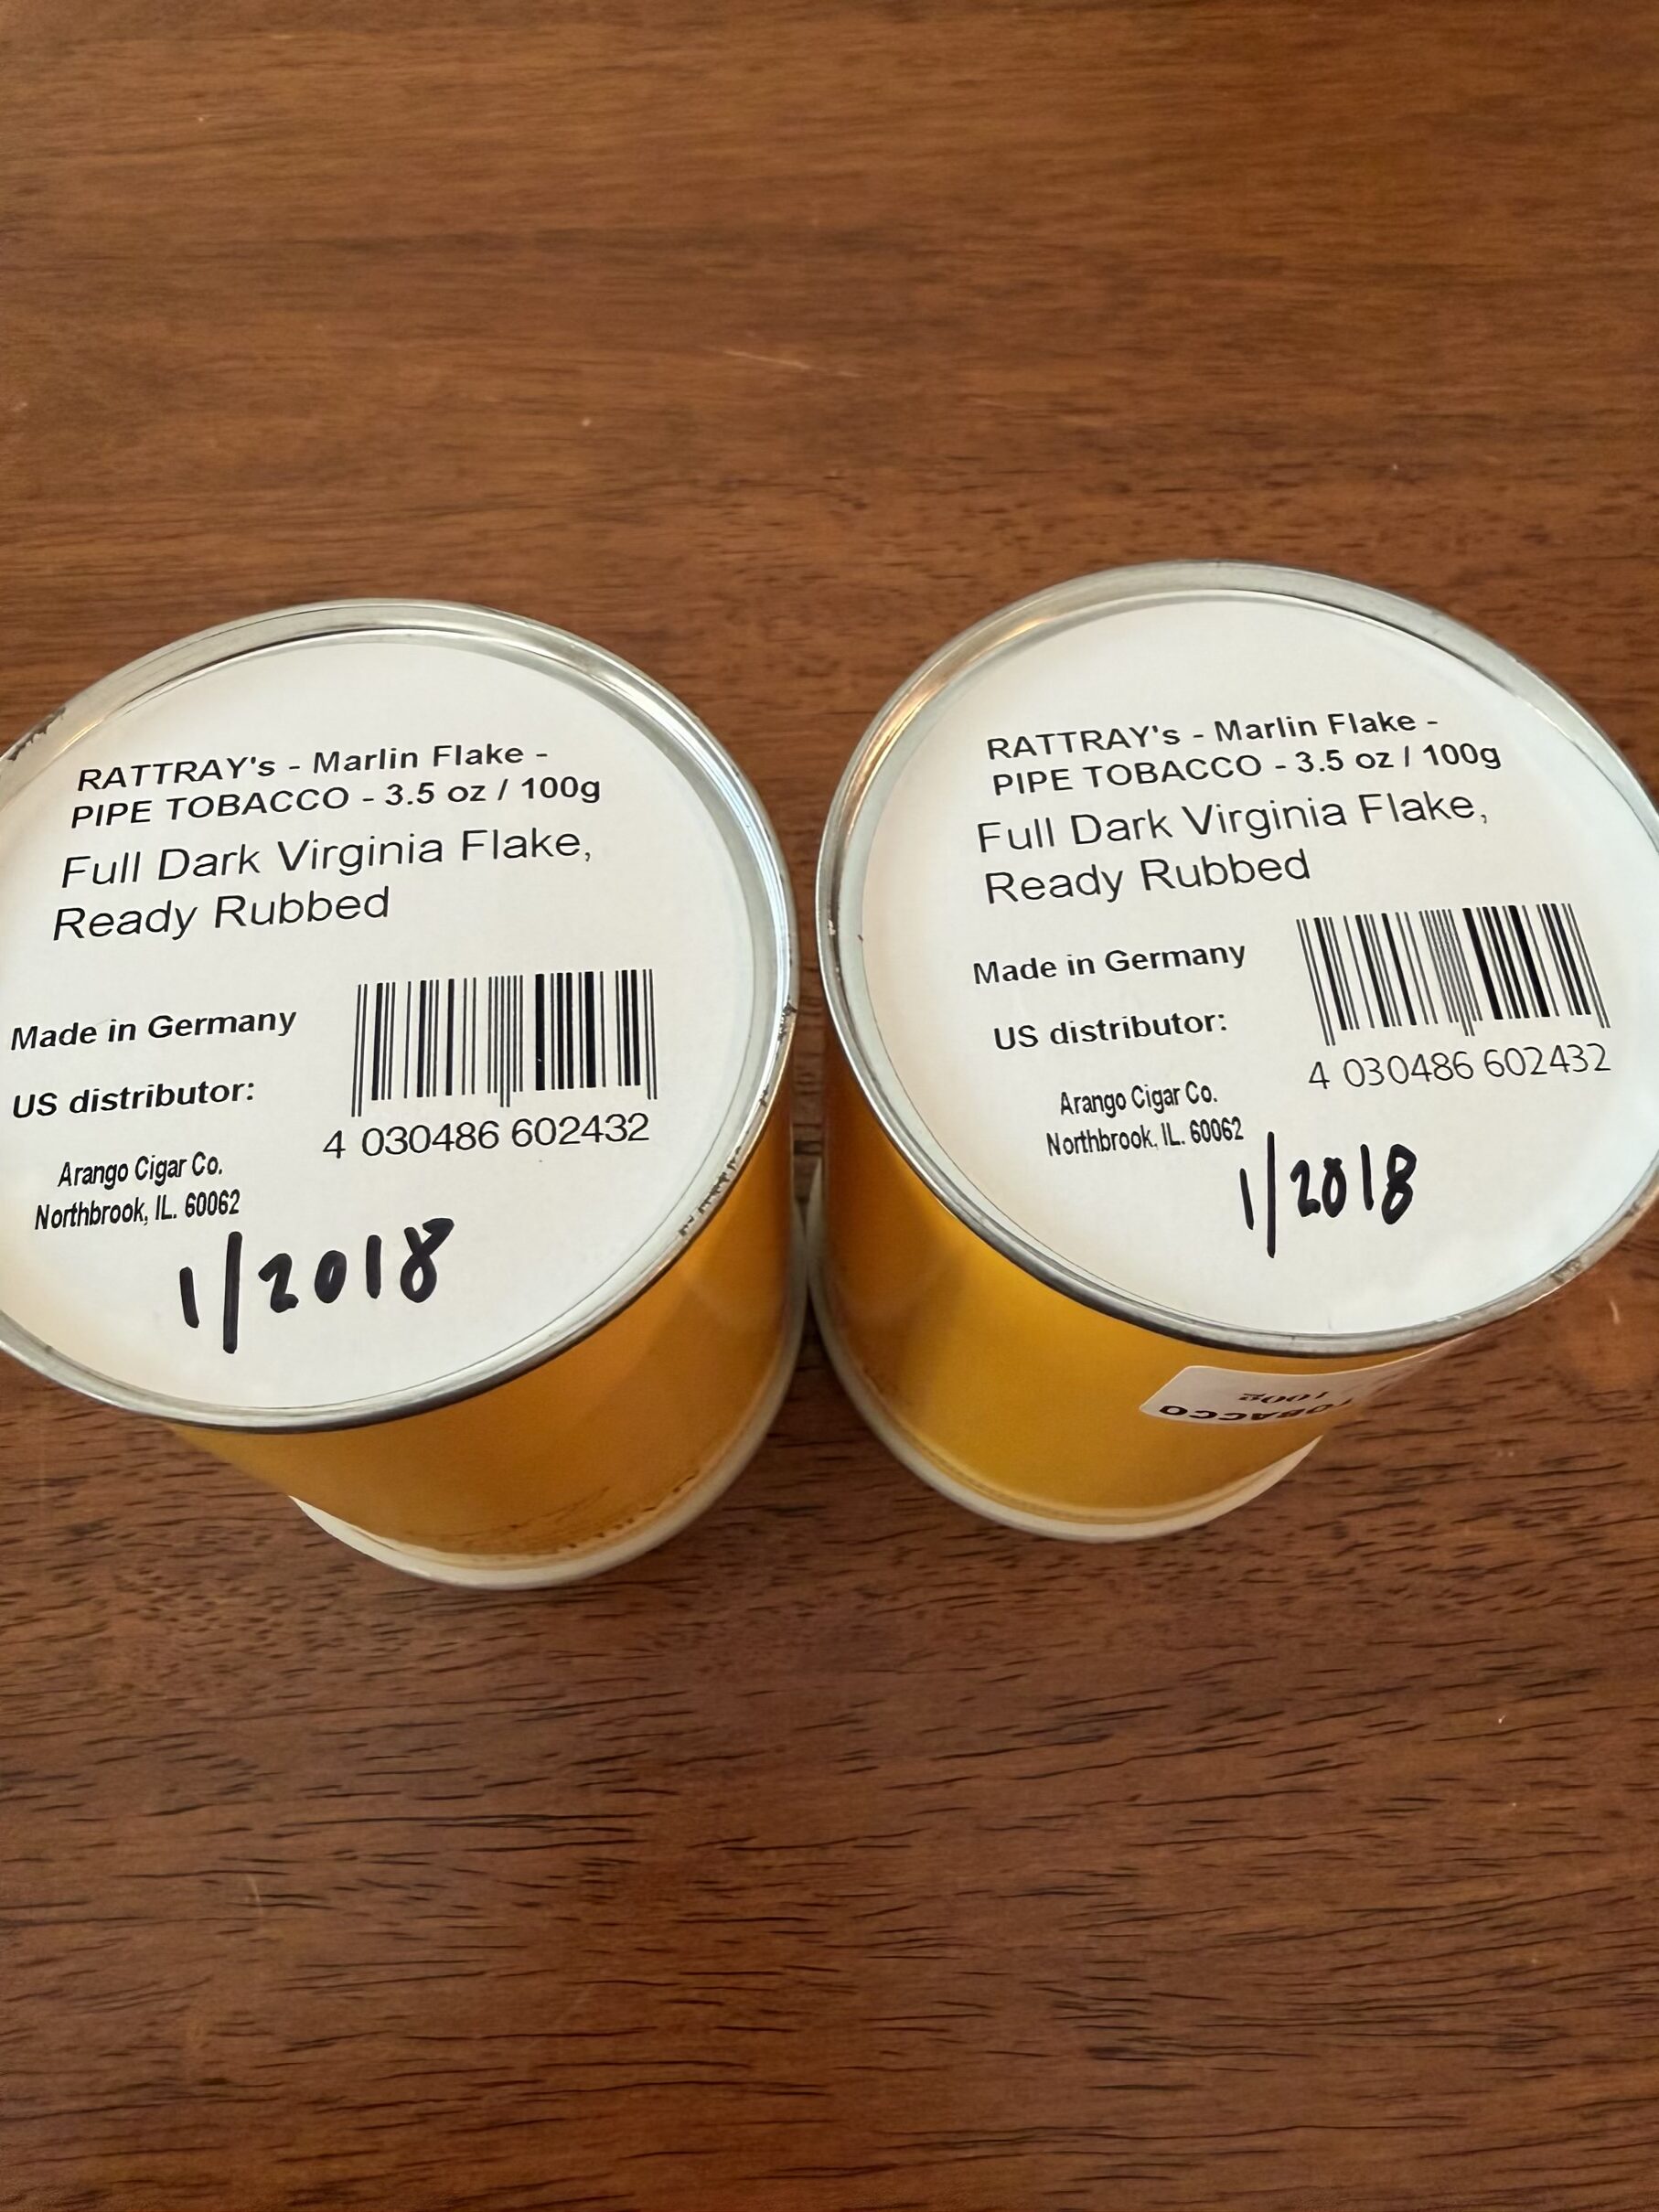 RATTRAY's - Marlin Flake -
PIPE TOBACCO - 3.5 oz / 100g
Full Dark Virginia Flake,
Ready Rubbed
Made in Germany
US distributor:
Arango Cigar Co.
Northbrook, IL. 60062
4 030486 602432
1/2018
RATTRAY's - Marlin Flake -
PIPE TOBACCO - 3.5 oz / 100g
Full Dark Virginia Flake,
Ready Rubbed
Made in Germany
US distributor:
Arango Cigar Co.
Northbrook, IL. 60062
4 030486 602432
1/2018
100g